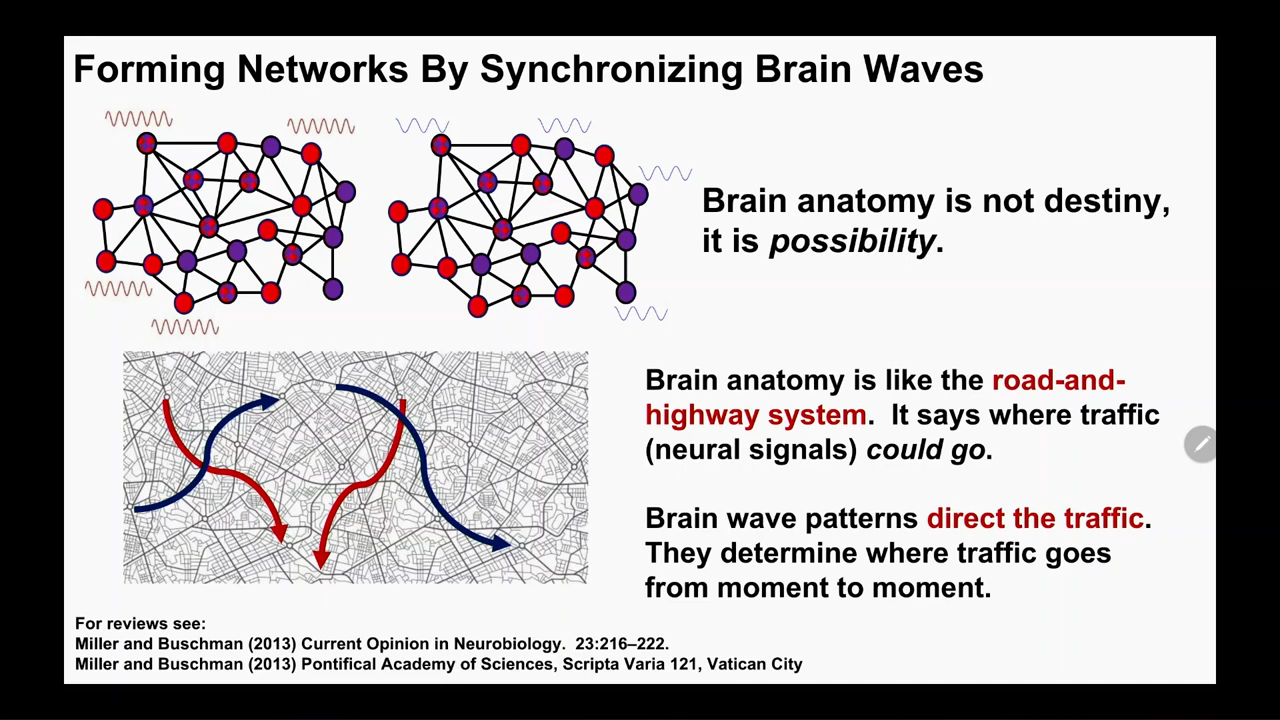 Forming Networks By Synchronizing Brain Waves
Brain anatomy is not destiny,
it is possibility.
Brain anatomy is like the road-and-
highway system.  It says where traffic
(neural signals) could go.
Brain wave patterns direct the traffic.
They determine where traffic goes
from moment to moment.
For reviews see:
Miller and Buschman (2013) Current Opinion in Neurobiology.  23:216–222.
Miller and Buschman (2013) Pontifical Academy of Sciences, Scripta Varia 121, Vatican City